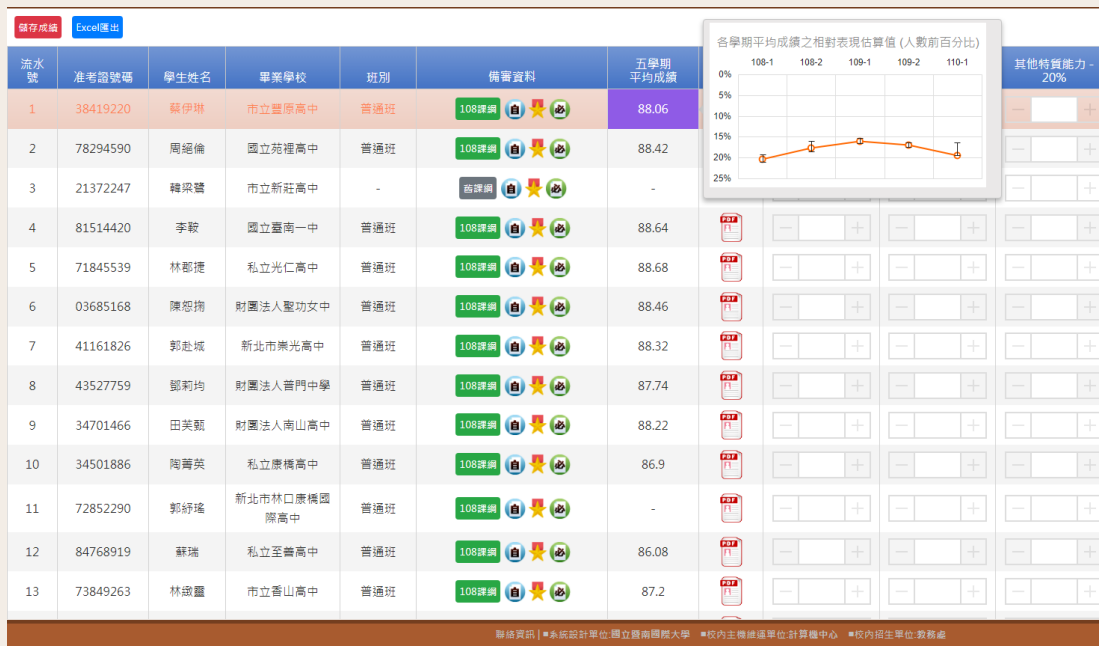 儲存成績 Excel匯出
各學期平均成績之相對表現估算值 (人數前百分比)
108-1 108-2 109-1 109-2 110-1
0%
5%
10%
15%
20%
25%
流水號 准考證號碼 學生姓名 畢業學校 班別 備審資料 五學期平均成績 其他特質能力 - 20%
1 38419220 蔡伊琳 市立豐原高中 普通班 108課綱 88.06
2 78294590 周絕倫 國立苑裡高中 普通班 108課綱 88.42
3 21372247 韓梁鷺 市立新莊高中 - 舊課綱 -
4 81514420 李鞍 國立臺南一中 普通班 108課綱 88.64 PDF
5 71845539 林郡捷 私立光仁高中 普通班 108課綱 88.68 PDF
6 03685168 陳恕掬 財團法人聖功女中 普通班 108課綱 88.46 PDF
7 41161826 郭赴城 新北市崇光高中 普通班 108課綱 88.32 PDF
8 43527759 鄧莉均 財團法人普門中學 普通班 108課綱 87.74 PDF
9 34701466 田芙甄 財團法人南山高中 普通班 108課綱 88.22 PDF
10 34501886 陶菁英 私立康橋高中 普通班 108課綱 86.9 PDF
11 72852290 郭紓瑤 新北市林口康橋國際高中 普通班 108課綱 - PDF
12 84768919 蘇瑞 私立至善高中 普通班 108課綱 86.08 PDF
13 73849263 林緻靈 市立香山高中 普通班 108課綱 87.2 PDF
聯絡資訊 | ■系統設計單位:國立暨南國際大學 ■校內主機維運單位:計算機中心 ■校內招生單位:教務處